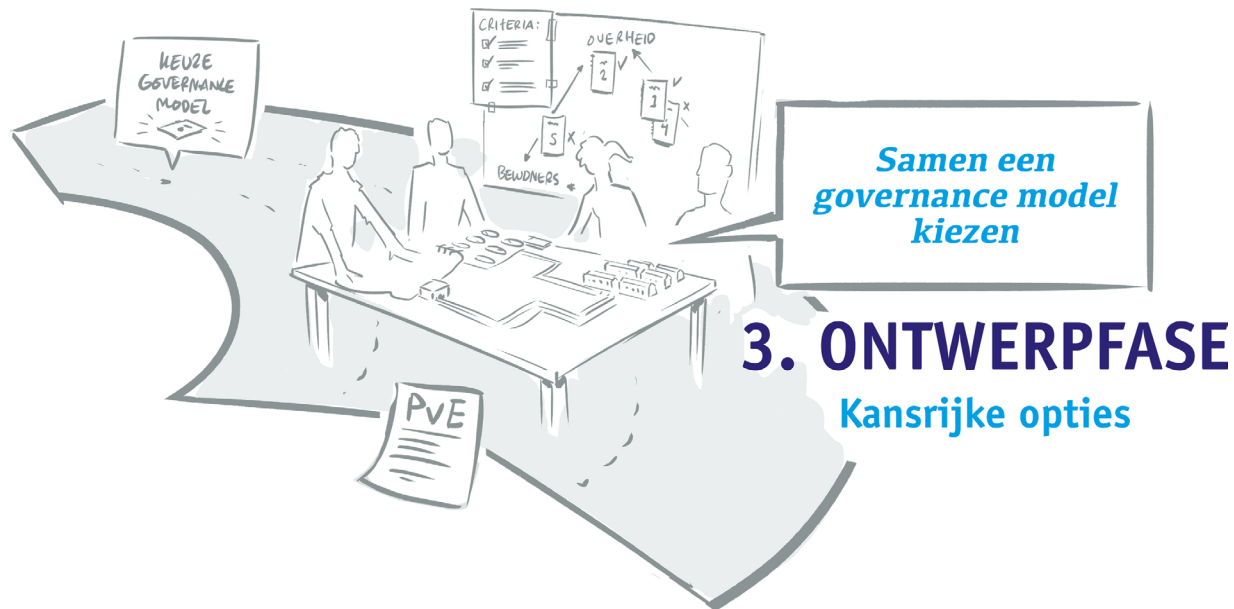 KEUZE
GOVERNANCE
MODEL
CRITERIA:
OVERHEID
2
3
4
5
BEWONERS
Samen een
governance model
kiezen
3. ONTWERPFASE
Kansrijke opties
PvE